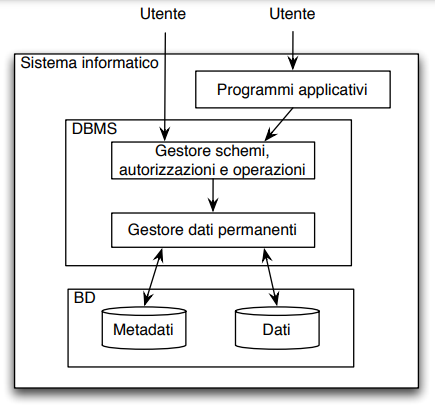 Utente
Utente
Sistema informatico
Programmi applicativi
DBMS
Gestore schemi,
autorizzazioni e operazioni
Gestore dati permanenti
BD
Metadati
Dati